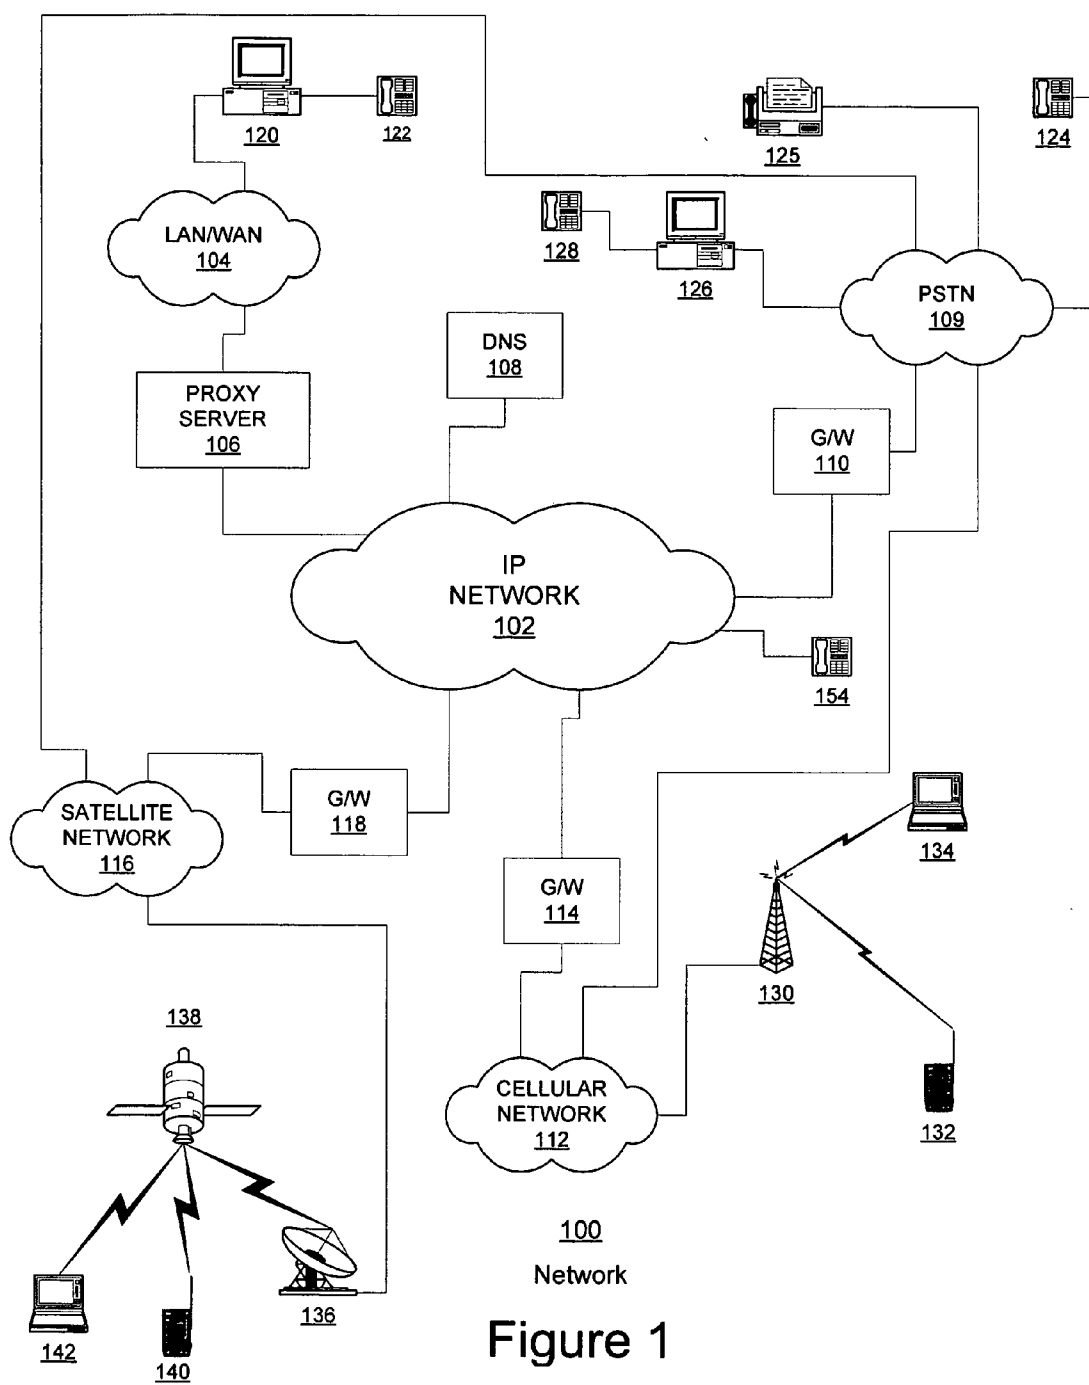 120
122
125
124
LAN/WAN
104
128
126
PSTN
109
DNS
108
PROXY
SERVER
106
G/W
110
IP
NETWORK
102
154
SATELLITE
NETWORK
116
G/W
118
G/W
114
134
130
138
CELLULAR
NETWORK
112
132
100
Network
136
142
140
Figure 1